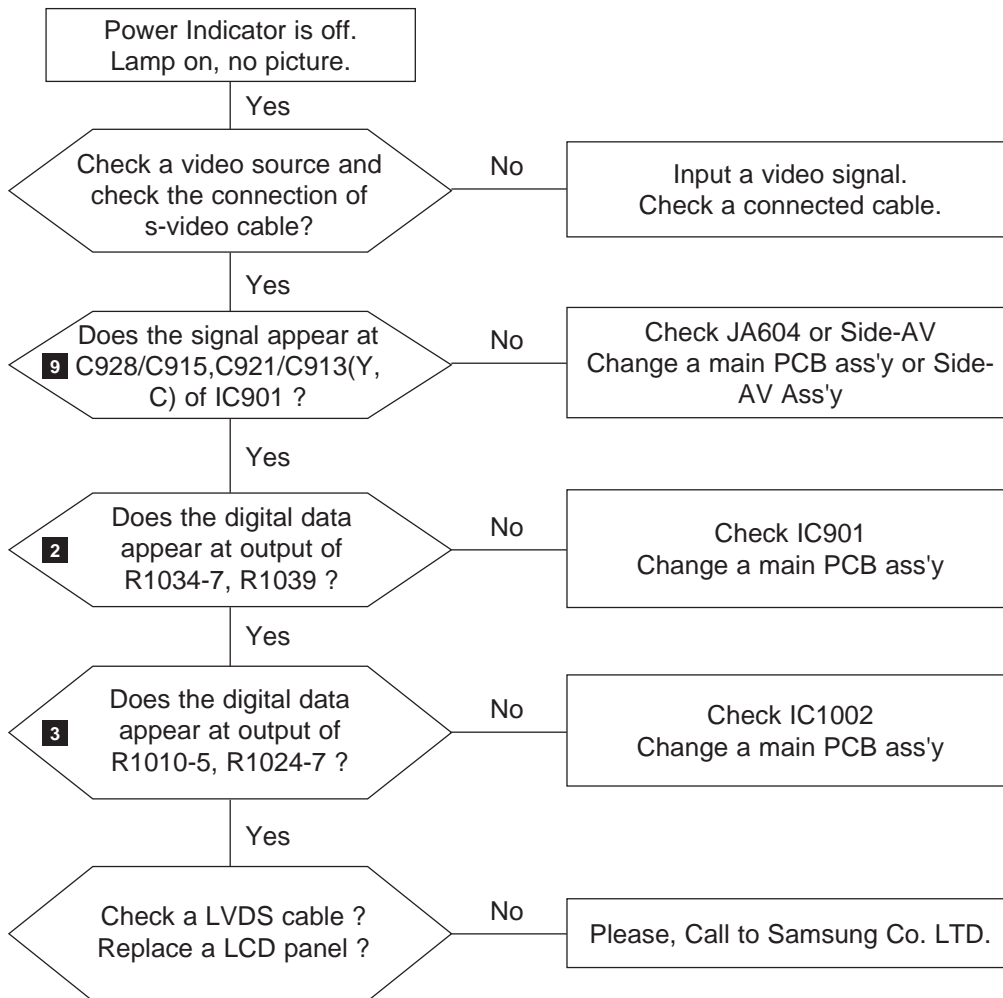 Power Indicator is off.
Lamp on, no picture.
Yes
Check a video source and
check the connection of
s-video cable?
No
Input a video signal.
Check a connected cable.
Yes
Does the signal appear at
9 C928/C915,C921/C913(Y,
C) of IC901 ?
No
Check JA604 or Side-AV
Change a main PCB ass'y or Side-
AV Ass'y
Yes
Does the digital data
2 appear at output of
R1034-7, R1039 ?
No
Check IC901
Change a main PCB ass'y
Yes
Does the digital data
3 appear at output of
R1010-5, R1024-7 ?
No
Check IC1002
Change a main PCB ass'y
Yes
Check a LVDS cable ?
Replace a LCD panel ?
No
Please, Call to Samsung Co. LTD.